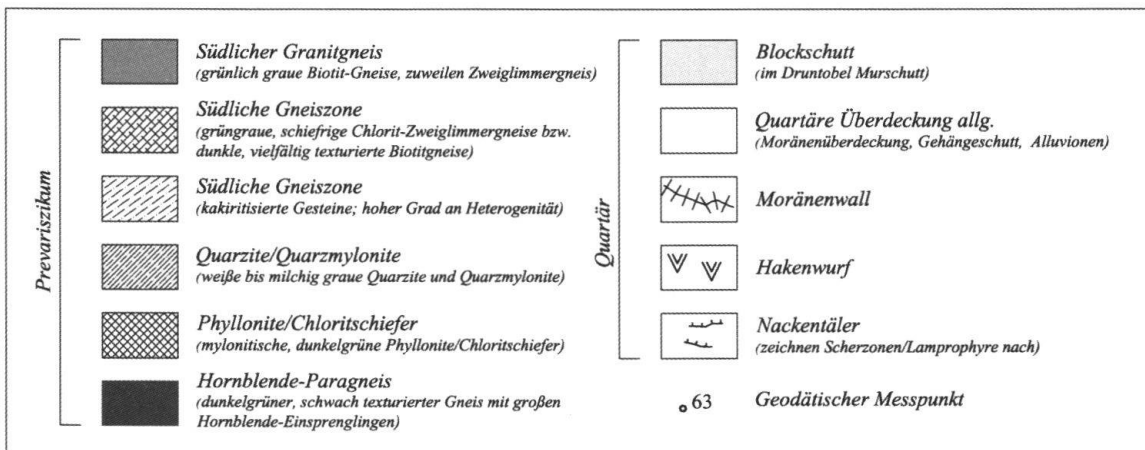 Prevariszikum
Südlicher Granitgneis
(grünlich graue Biotit-Gneise, zuweilen Zweiglimmergneis)
Südliche Gneiszone
(grüngraue, schiefrige Chlorit-Zweiglimmergneise bzw.
dunkle, vielfältig texturierte Biotitgneise)
Südliche Gneiszone
(kakiritisierte Gesteine; hoher Grad an Heterogenität)
Quarzite/Quarzmylonite
(weiße bis milchig graue Quarzite und Quarzmylonite)
Phyllonite/Chloritschiefer
(mylonitische, dunkelgrüne Phyllonite/Chloritschiefer)
Hornblende-Paragneis
(dunkelgrüner, schwach texturierter Gneis mit großen
Hornblende-Einsprenglingen)
Quartär
Blockschutt
(im Druntobel Murschutt)
Quartäre Überdeckung allg.
(Moränenüberdeckung, Gehängeschutt, Alluvionen)
Moränenwall
Hakenwurf
Nackentäler
(zeichnen Scherzonen/Lamprophyre nach)
63 Geodätischer Messpunkt